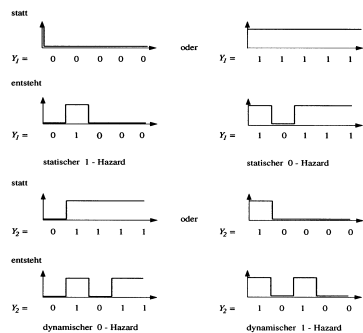 statt
oder
Y1 = 0 0 0 0 0
Y1 = 1 1 1 1 1
entsteht
Y1 = 0 1 0 0 0
Y1 = 1 0 1 1 1
statischer 1 - Hazard
statischer 0 - Hazard
statt
oder
Y2 = 0 1 1 1 1
Y2 = 1 0 0 0 0
entsteht
Y2 = 0 1 0 1 1
Y2 = 1 0 1 0 0
dynamischer 0 - Hazard
dynamischer 1 - Hazard